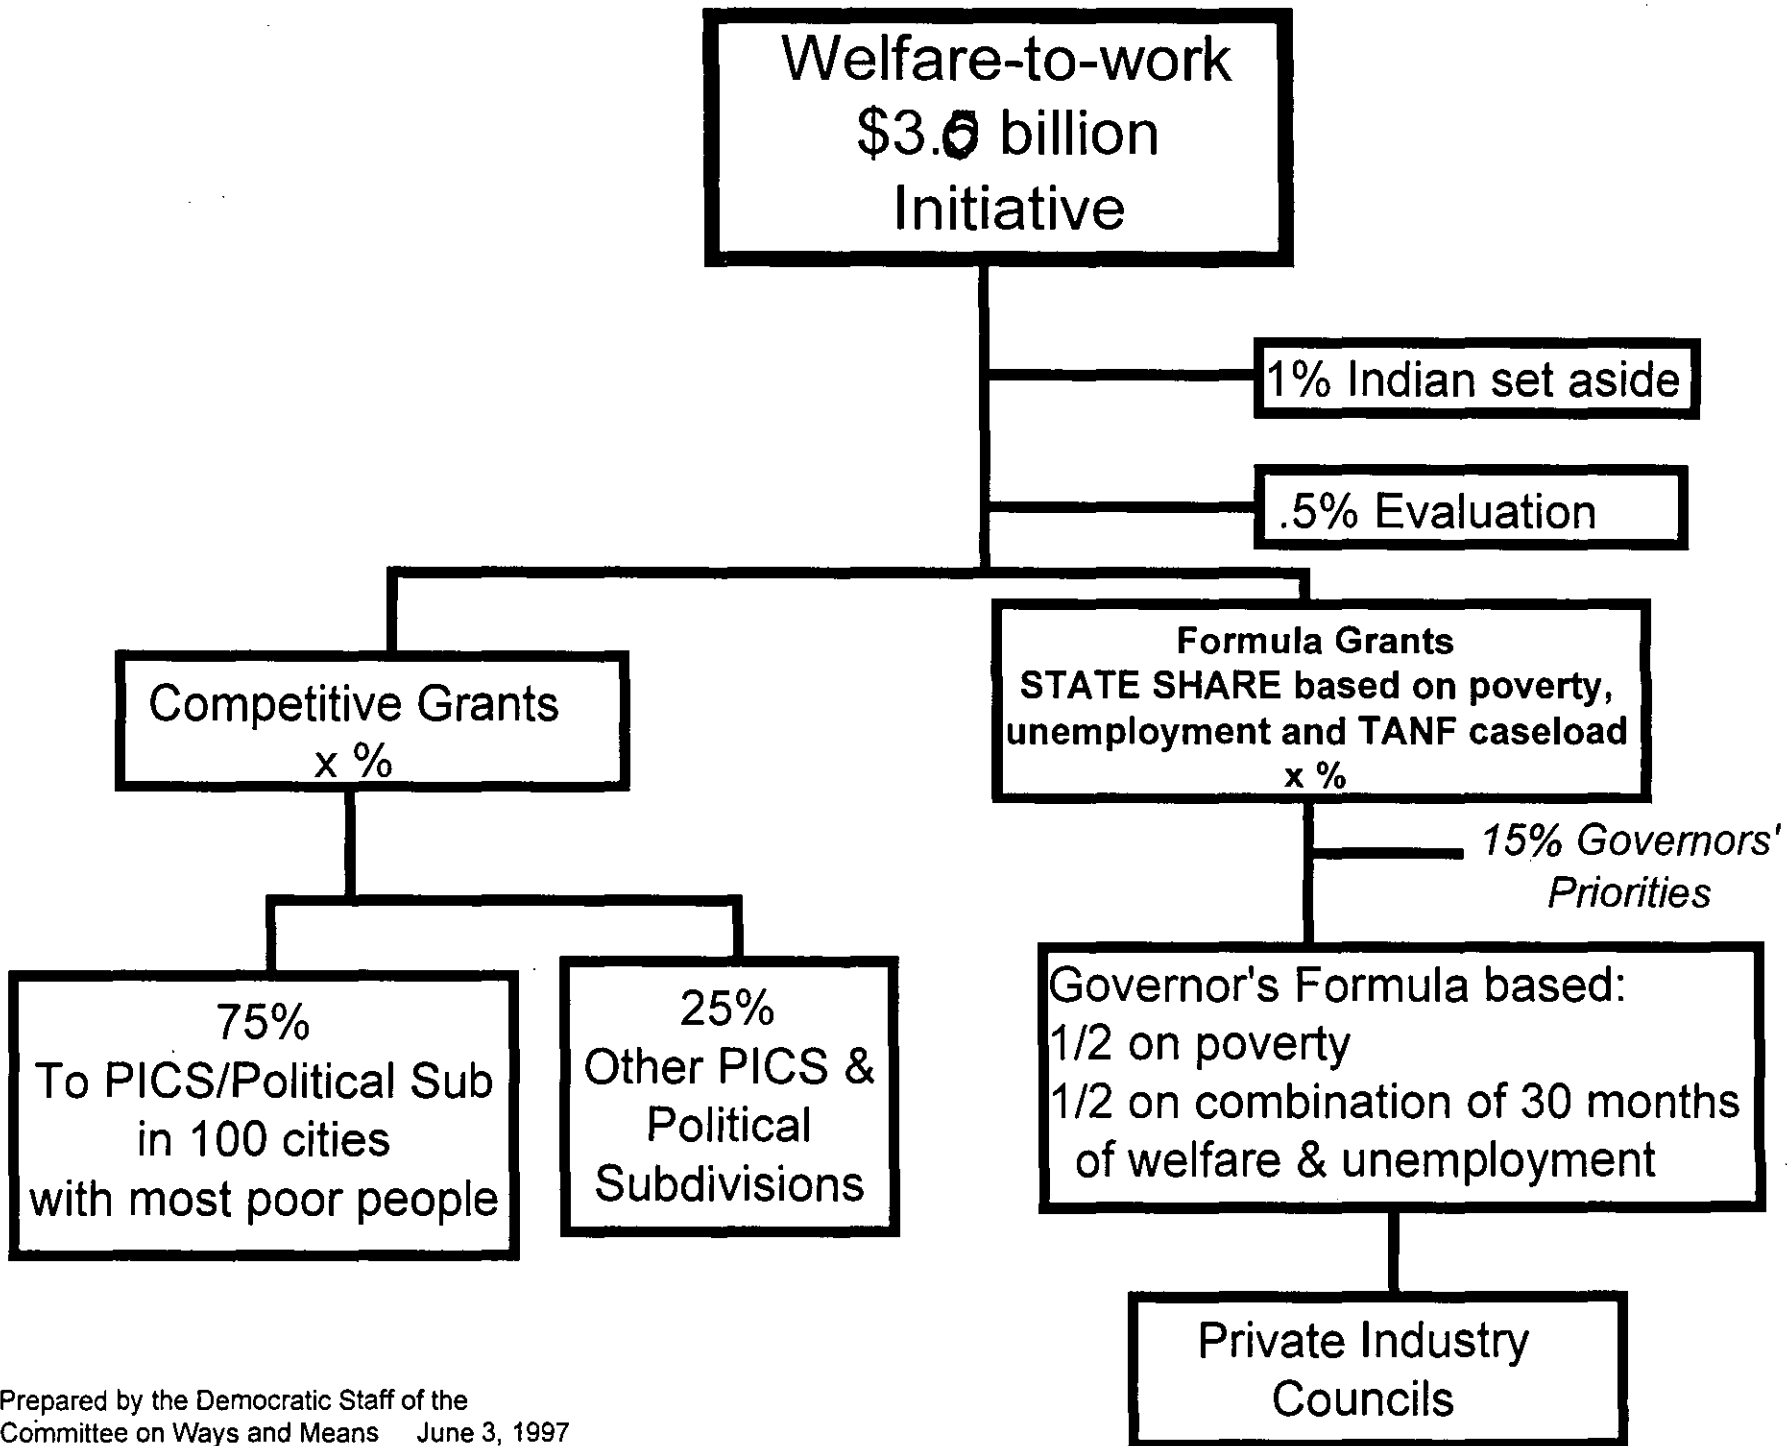 Welfare-to-work
$3.0 billion
Initiative
1% Indian set aside
.5% Evaluation
Competitive Grants
x %
Formula Grants
STATE SHARE based on poverty,
unemployment and TANF caseload
x %
15% Governors'
Priorities
75%
To PICS/Political Sub
in 100 cities
with most poor people
25%
Other PICS &
Political
Subdivisions
Governor's Formula based:
1/2 on poverty
1/2 on combination of 30 months
of welfare & unemployment
Private Industry
Councils
Prepared by the Democratic Staff of the
Committee on Ways and Means June 3, 1997